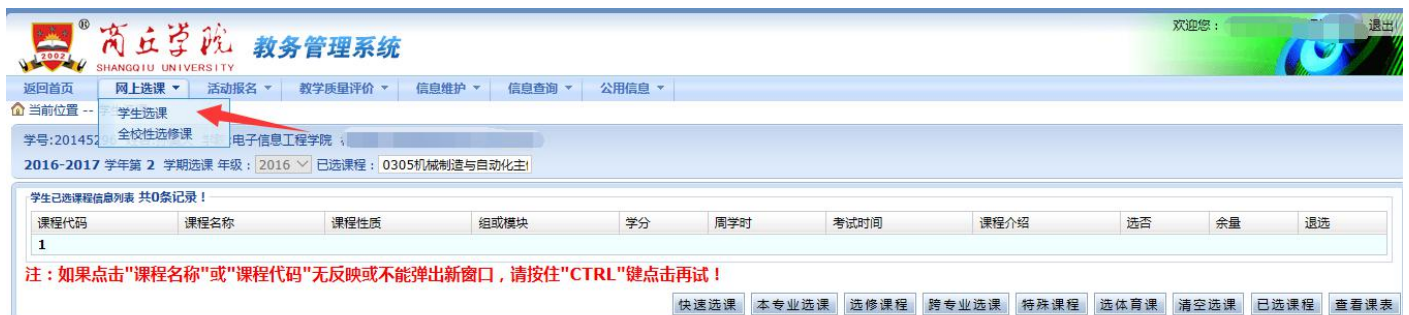 欢迎您： 退出
2002
®
商丘学院 教务管理系统
SHANGQIU UNIVERSITY
返回首页 网上选课 活动报名 教学质量评价 信息维护 信息查询 公用信息
当前位置 --
学生选课
全校性选修课
学号:20145 电子信息工程学院
2016-2017 学年第 2 学期选课 年级： 2016 已选课程： 0305机械制造与自动化主
学生已选课程信息列表 共0条记录！
课程代码 课程名称 课程性质 组或模块 学分 周学时 考试时间 课程介绍 选否 余量 退选
1
注：如果点击"课程名称"或"课程代码"无反映或不能弹出新窗口，请按住"CTRL"键点击再试！
快速选课 本专业选课 选修课程 跨专业选课 特殊课程 选体育课 清空选课 已选课程 查看课表